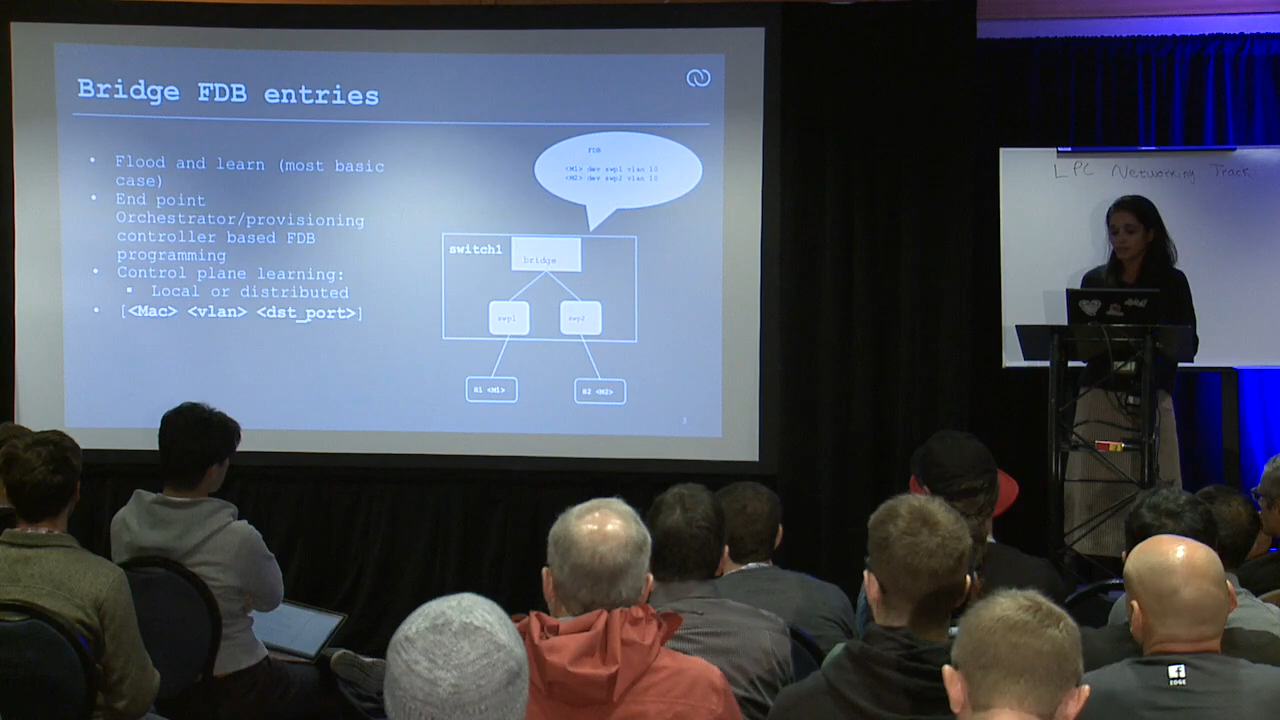 Bridge FDB entries
• Flood and learn (most basic
case)
• End point
Orchestrator/provisioning
controller based FDB
programming
• Control plane learning:
▪ Local or distributed
• [<Mac> <vlan> <dst_port>]
FDB
<M1> dev swp1 vlan 10
<M2> dev swp2 vlan 10
switch1
bridge
swp1
swp2
H1 <M1>
H2 <M2>
3
LPC Networking Track
f
EDGE